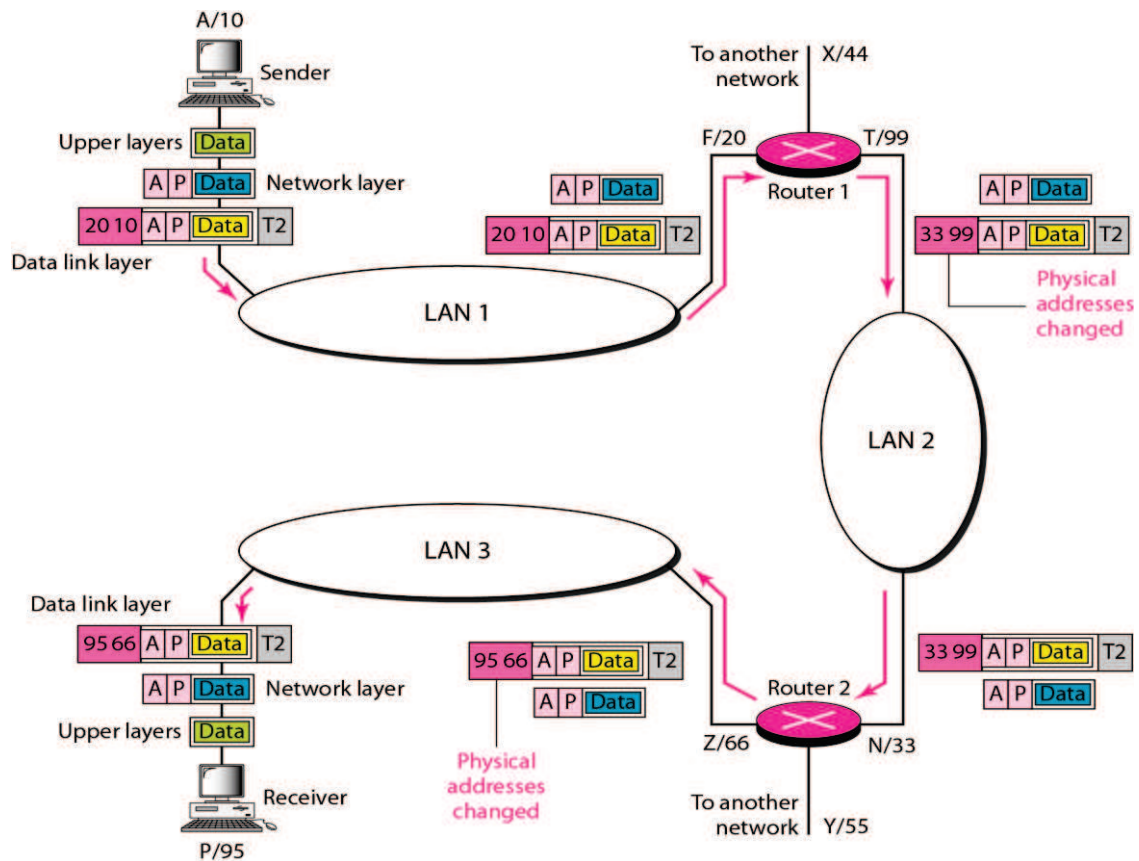 A/10
Sender
Upper layers
Data
A P Data
Network layer
20 10 A P Data T2
Data link layer
LAN 1
To another
network
X/44
F/20
T/99
Router 1
A P Data
20 10 A P Data T2
A P Data
33 99 A P Data T2
Physical
addresses
changed
LAN 2
LAN 3
33 99 A P Data T2
A P Data
Router 2
Z/66
N/33
To another
network
Y/55
95 66 A P Data T2
A P Data
Physical
addresses
changed
Data link layer
95 66 A P Data T2
A P Data
Network layer
Upper layers
Data
Receiver
P/95